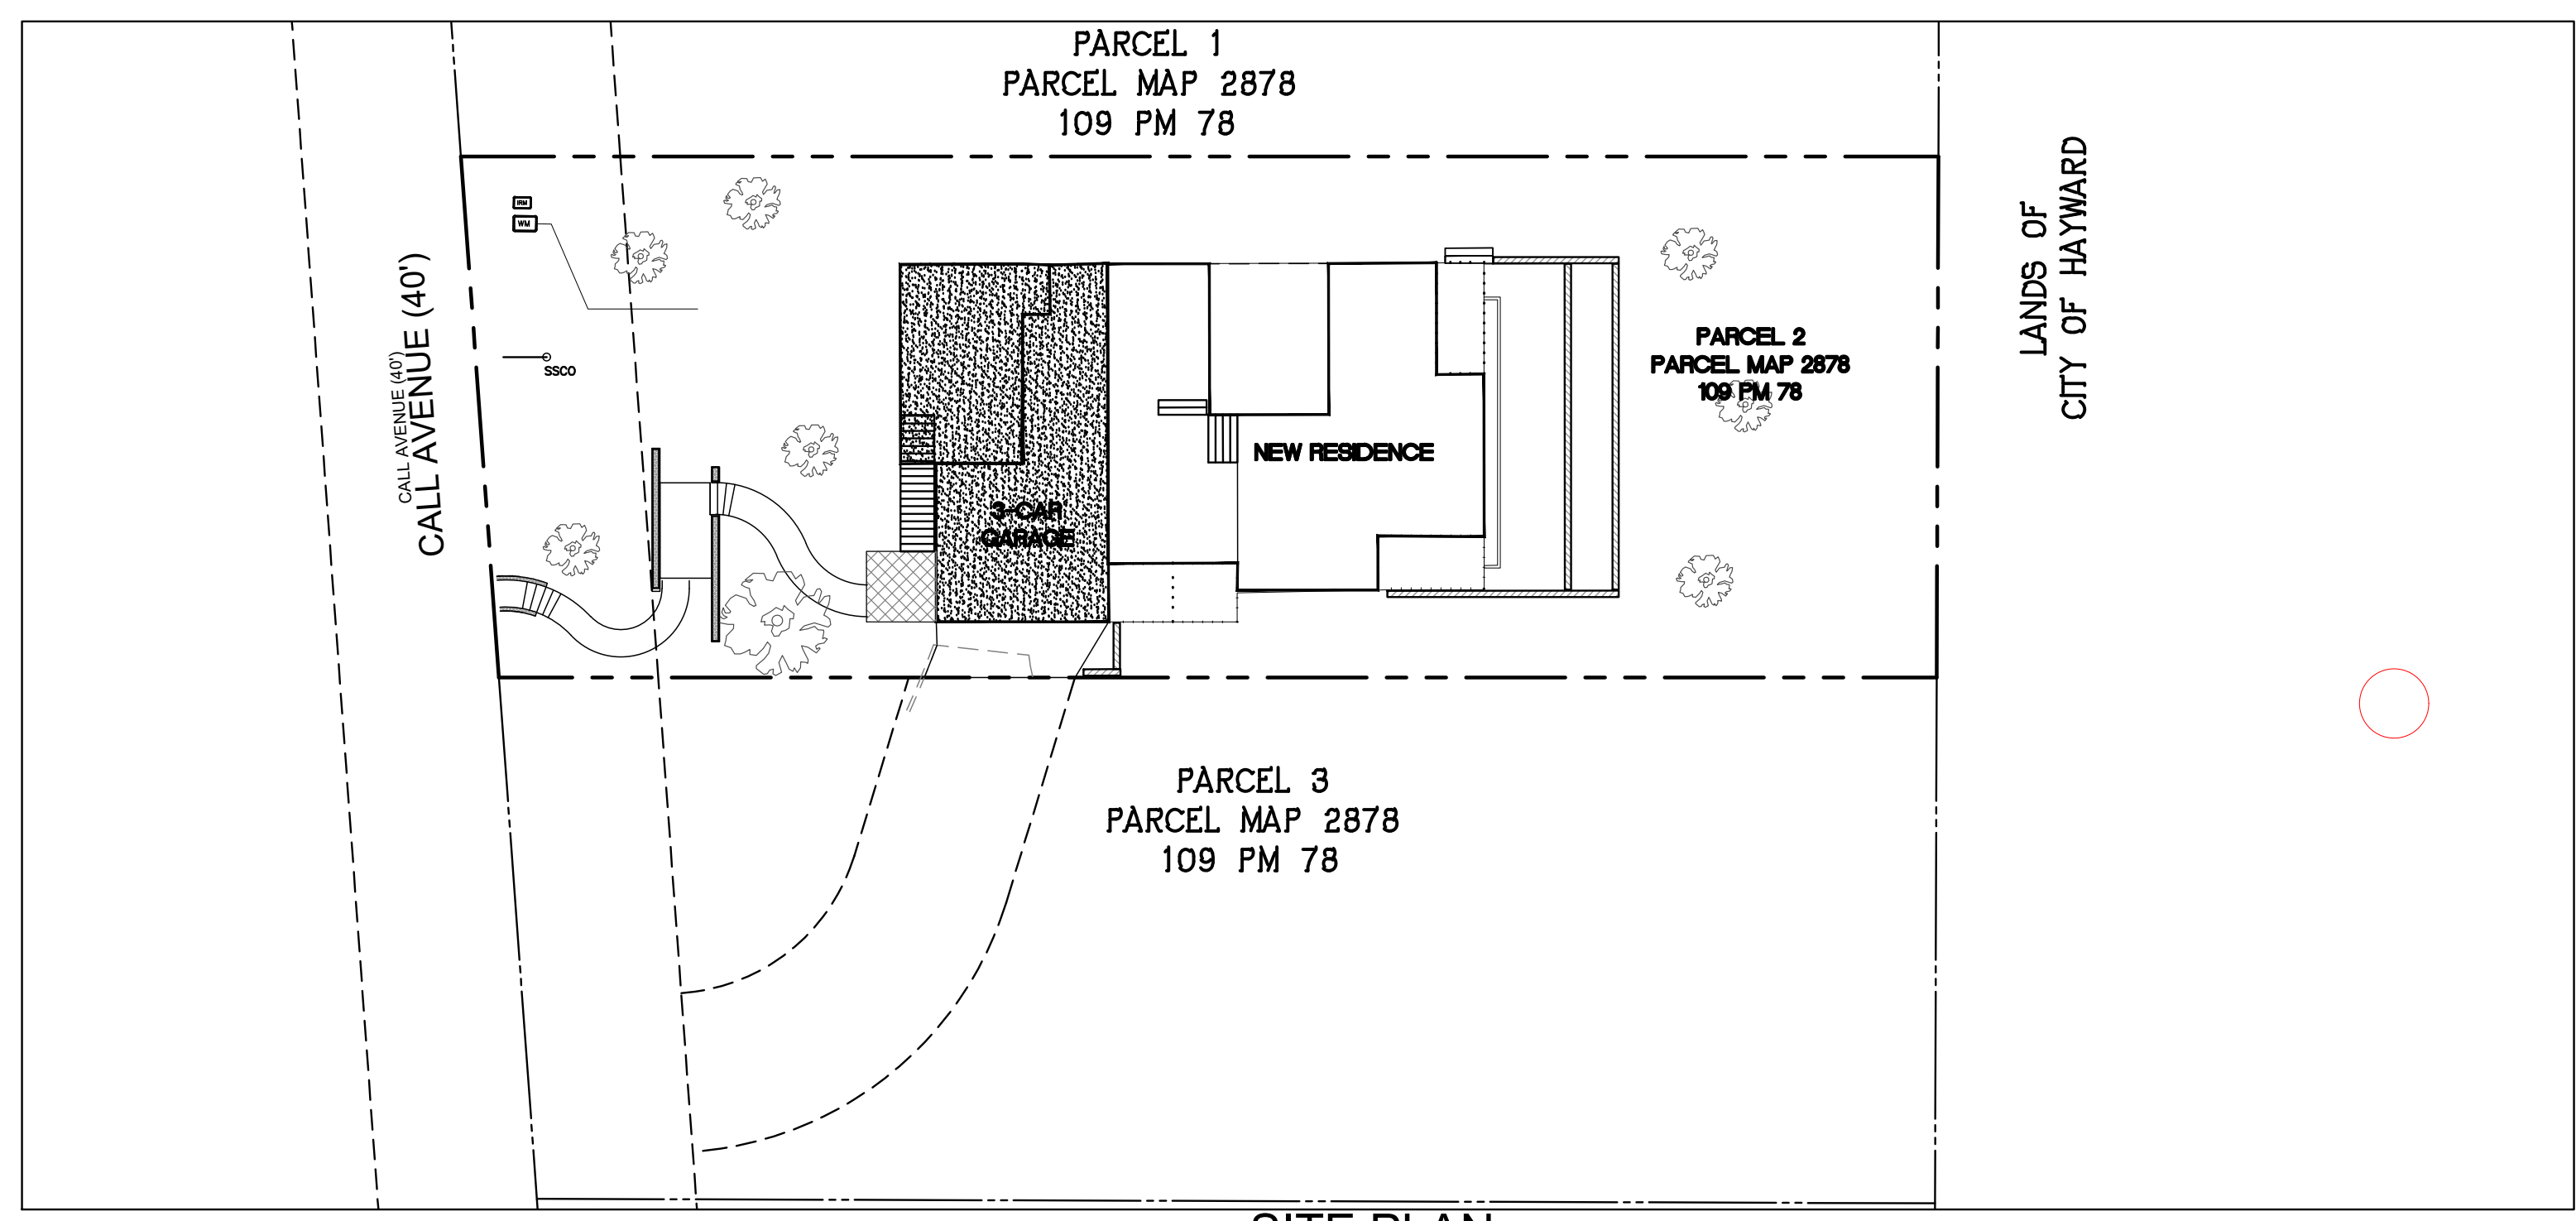 PARCEL 1
PARCEL MAP 2878
109 PM 78
IRM
WM
LANDS OF
CITY OF HAYWARD
CALL AVENUE (40')
CALL AVENUE (40')
SSCO
PARCEL 2
PARCEL MAP 2878
109 PM 78
NEW RESIDENCE
3-CAR
GARAGE
PARCEL 3
PARCEL MAP 2878
109 PM 78
SITE PLAN